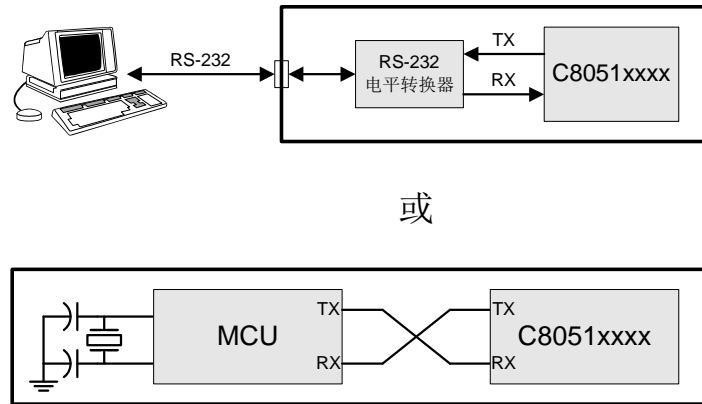 RS-232
RS-232
电平转换器
TX
RX
C8051xxxx
或
MCU
TX
RX
TX
RX
C8051xxxx